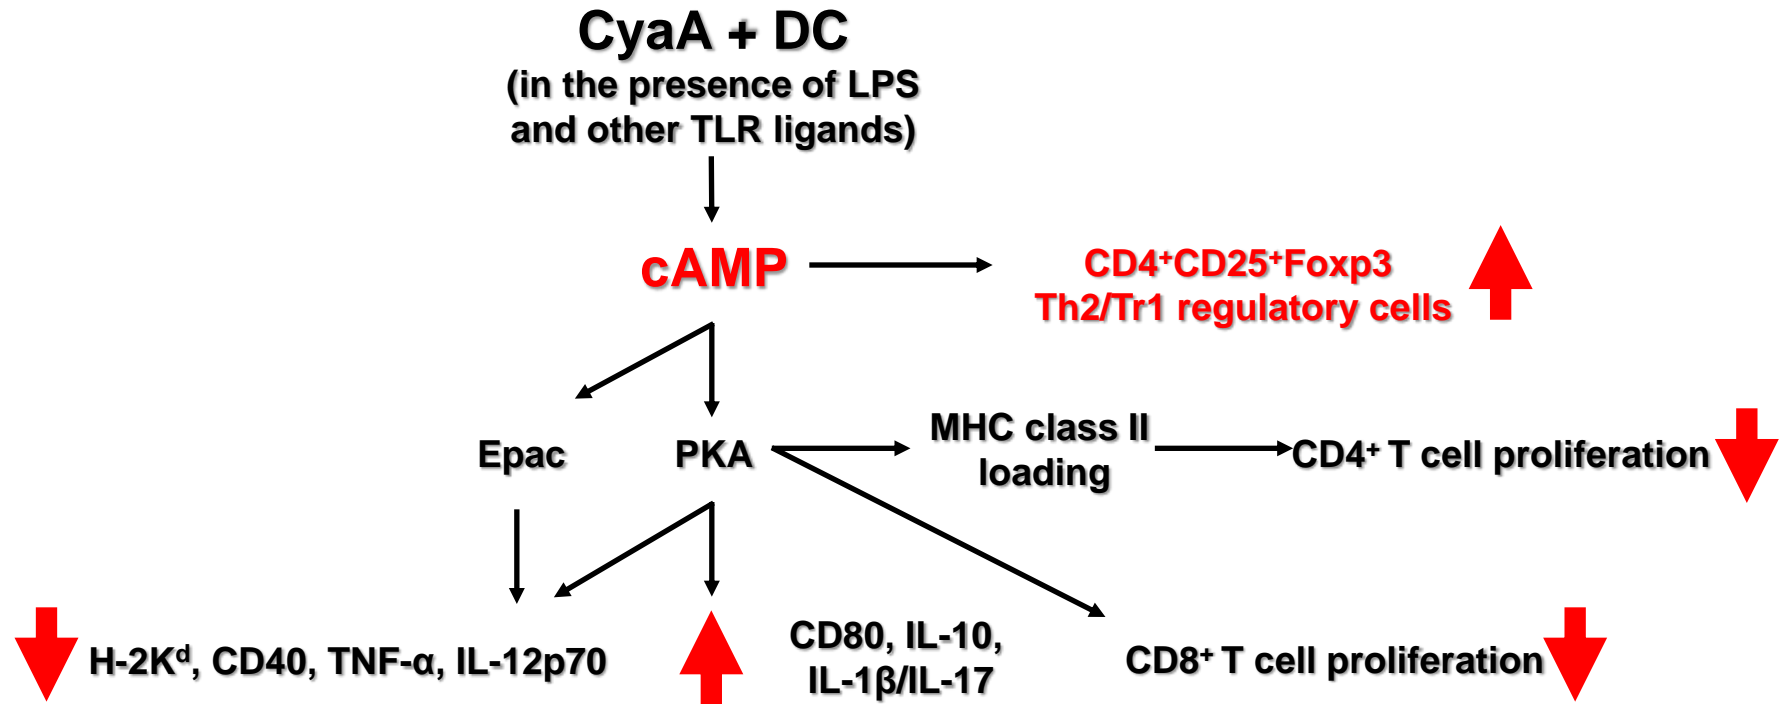 CyaA + DC
(in the presence of LPS
and other TLR ligands)
cAMP
CD4⁺CD25⁺Foxp3
Th2/Tr1 regulatory cells
Epac
PKA
MHC class II
loading
CD4⁺ T cell proliferation
H-2Kᵈ, CD40, TNF-α, IL-12p70
CD80, IL-10,
IL-1β/IL-17
CD8⁺ T cell proliferation